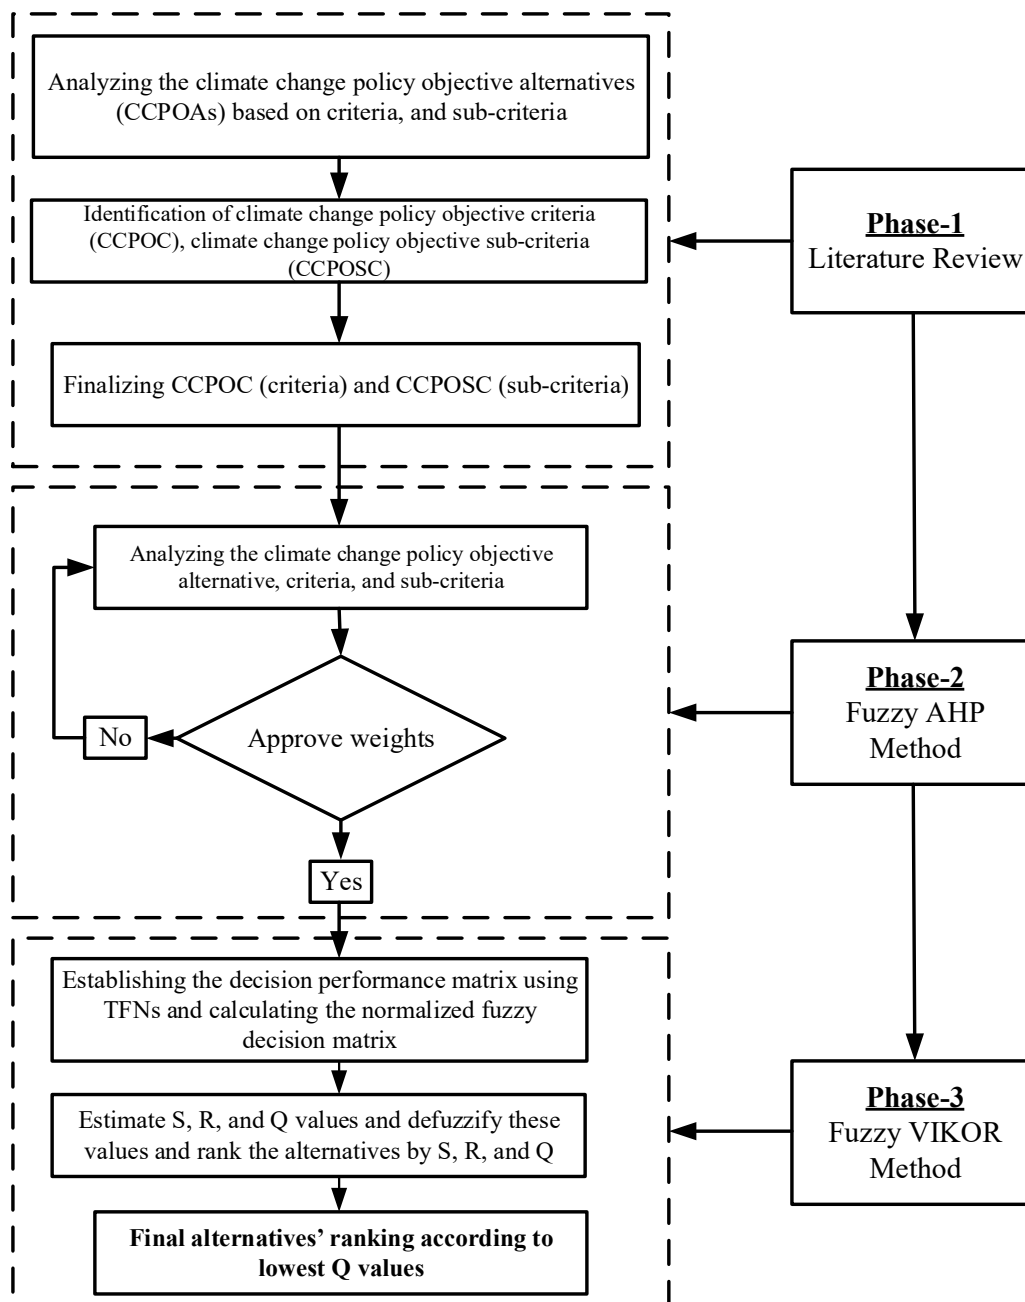 Analyzing the climate change policy objective alternatives
(CCPOAs) based on criteria, and sub-criteria
Identification of climate change policy objective criteria
(CCPOC), climate change policy objective sub-criteria
(CCPOSC)
Phase-1
Literature Review
Finalizing CCPOC (criteria) and CCPOSC (sub-criteria)
Analyzing the climate change policy objective
alternative, criteria, and sub-criteria
Approve weights
No
Yes
Phase-2
Fuzzy AHP
Method
Establishing the decision performance matrix using
TFNs and calculating the normalized fuzzy
decision matrix
Estimate S, R, and Q values and defuzzify these
values and rank the alternatives by S, R, and Q
Final alternatives’ ranking according to
lowest Q values
Phase-3
Fuzzy VIKOR
Method